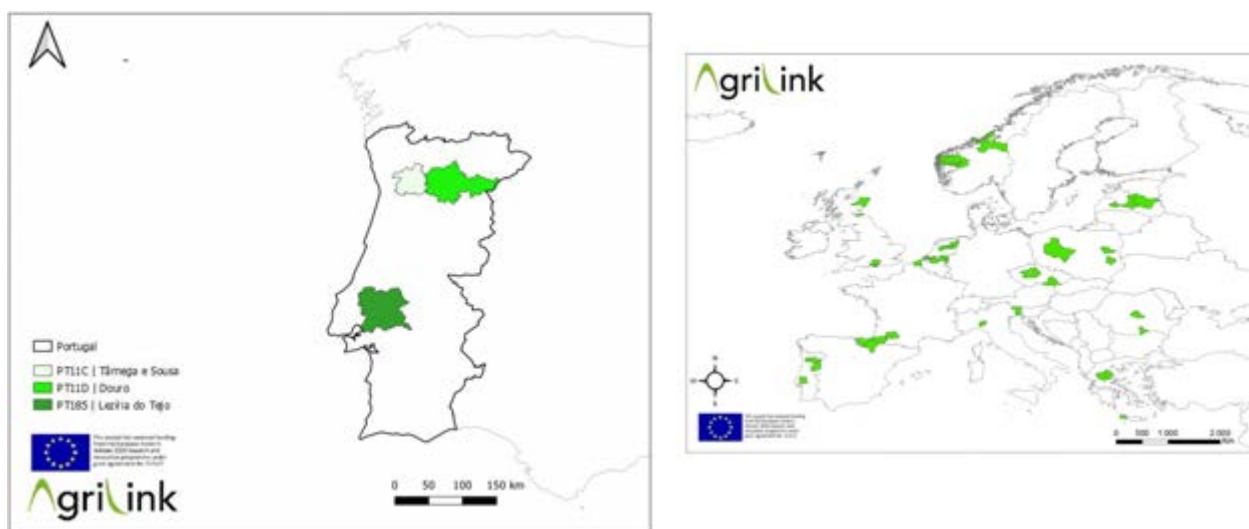 Portugal
PT11C | Tâmega e Sousa
PT11D | Douro
PT185 | Lezíria do Tejo
AgriLink
0 50 100 150 km
AgriLink
0 500 1 000 2 000